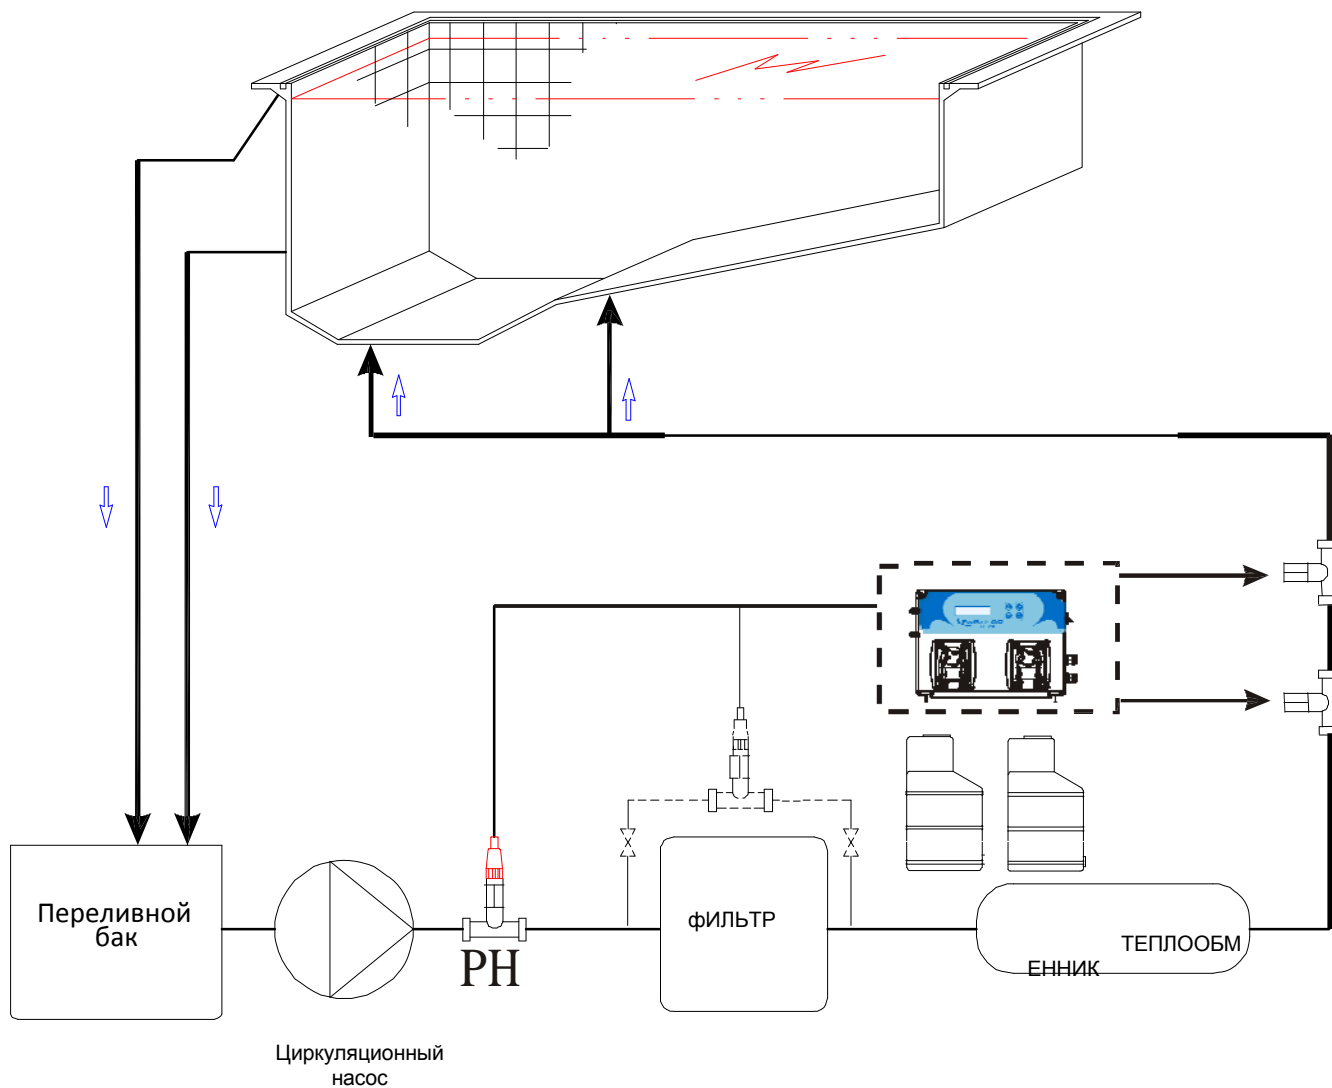 Переливной
бак
PH
фИЛЬТР
ТЕПЛООБМ
ЕННИК
Циркуляционный
насос